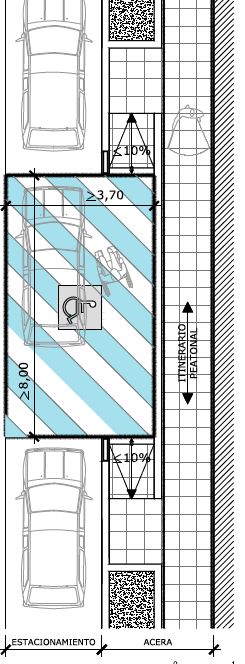 ≥10%
≥3,70
≥8,00
ITINERARIO
PEATONAL
≥10%
ESTACIONAMIENTO
ACERA